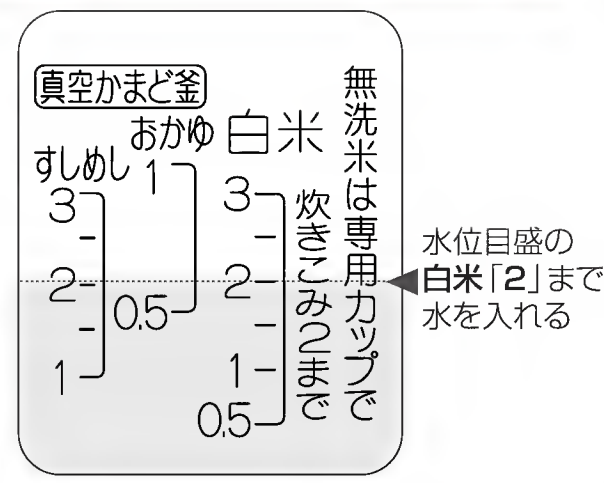 真空かまど釜
無洗米は専用カップで
炊きこみ2まで
白米
3
2
1
0.5
おかゆ
1
0.5
すしめし
3
2
1
水位目盛の
白米「2」まで
水を入れる